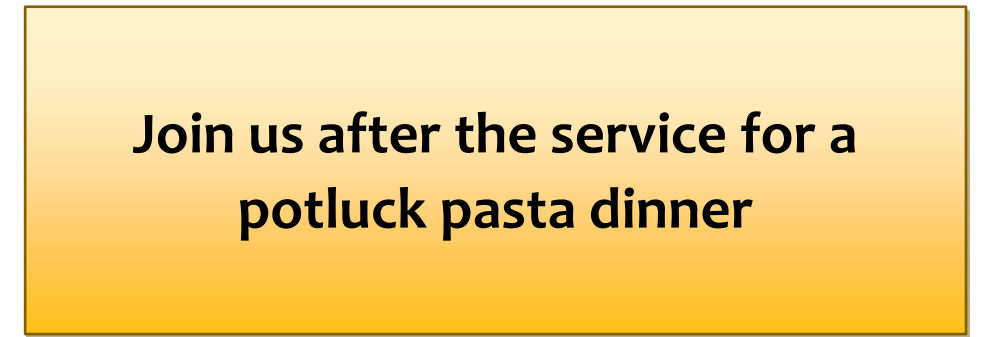 Join us after the service for a
potluck pasta dinner